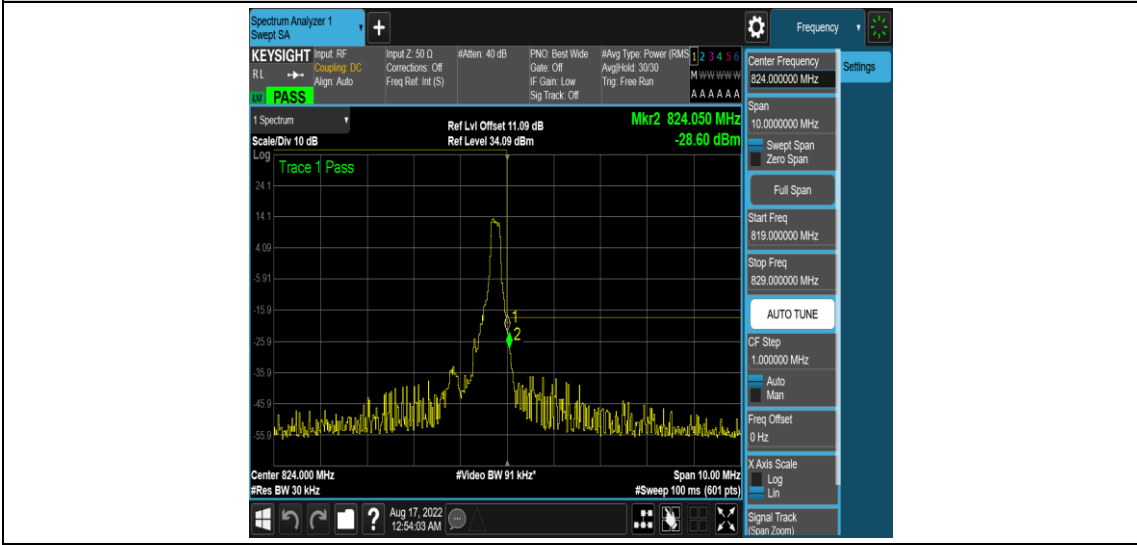 Spectrum Analyzer 1
Swept SA
+
Frequency
KEYSIGHT
RL
LM PASS
Input: RF
Coupling: DC
Align: Auto
Input Z: 50 Ω
Corrections: Off
Freq Ref: Int (S)
#Atten: 40 dB
PNO: Best Wide
Gate: Off
IF Gain: Low
Sig Track: Off
#Avg Type: Power (RMS
Avg|Hold: 30/30
Trig: Free Run
1 2 3 4 5 6
M W W W W W
A A A A A A
1 Spectrum
Scale/Div 10 dB
Ref Lvl Offset 11.09 dB
Ref Level 34.09 dBm
Mkr2 824.050 MHz
-28.60 dBm
Log
Trace 1 Pass
24.1
14.1
4.09
-5.91
-15.9
-25.9
-35.9
-45.9
-55.9
1
2
Center 824.000 MHz
#Res BW 30 kHz
#Video BW 91 kHz*
Span 10.00 MHz
#Sweep 100 ms (601 pts)
?
Aug 17, 2022
12:54:03 AM
Center Frequency
824.000000 MHz
Span
10.0000000 MHz
Swept Span
Zero Span
Full Span
Start Freq
819.000000 MHz
Stop Freq
829.000000 MHz
AUTO TUNE
CF Step
1.000000 MHz
Auto
Man
Freq Offset
0 Hz
X Axis Scale
Log
Lin
Signal Track
(Span Zoom)
Settings